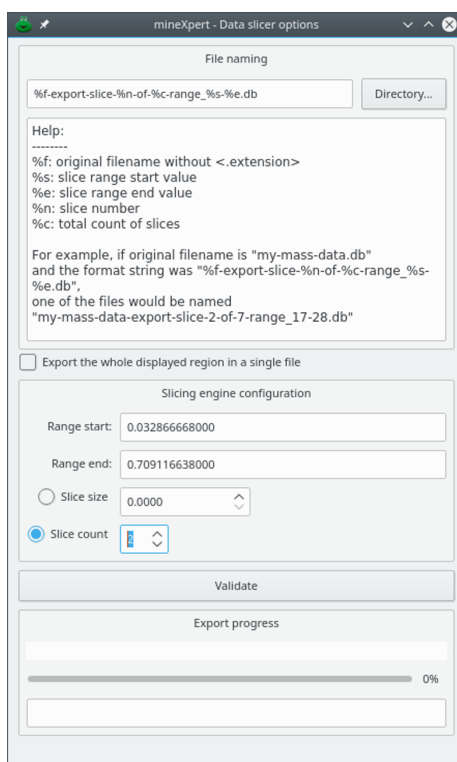 mineXpert - Data slicer options
File naming
%f-export-slice-%n-of-%c-range_%s-%e.db
Directory...
Help:
--------
%f: original filename without <.extension>
%s: slice range start value
%e: slice range end value
%n: slice number
%c: total count of slices
For example, if original filename is "my-mass-data.db"
and the format string was "%f-export-slice-%n-of-%c-range_%s-
%e.db",
one of the files would be named
"my-mass-data-export-slice-2-of-7-range_17-28.db"
Export the whole displayed region in a single file
Slicing engine configuration
Range start: 0.032866668000
Range end: 0.709116638000
Slice size 0.0000
Slice count 2
Validate
Export progress
0%